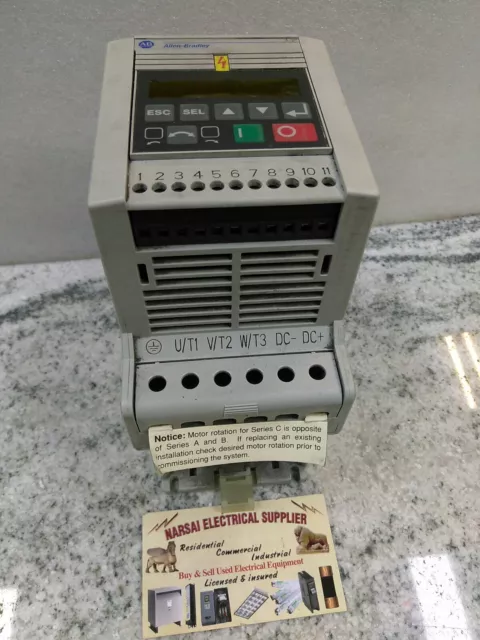 AB Allen-Bradley
4
ESC SEL
I O
1 2 3 4 5 6 7 8 9 10 11
U/T1 V/T2 W/T3 DC- DC+
Notice: Motor rotation for Series C is opposite
of Series A and B. If replacing an existing
installation check desired motor rotation prior to
commissioning the system.
NARSAI ELECTRICAL SUPPLIER
Residential
Commercial
Industrial
Buy & Sell Used Electrical Equipment
Licensed & insured